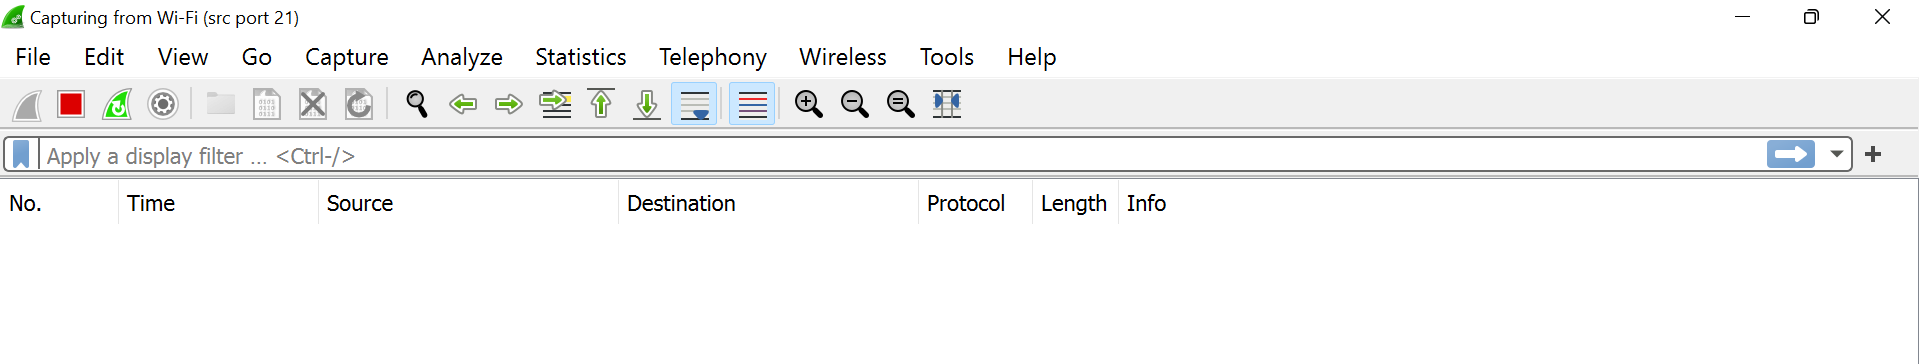 Capturing from Wi-Fi (src port 21)
File Edit View Go Capture Analyze Statistics Telephony Wireless Tools Help
Apply a display filter ... <Ctrl-/>
No. Time Source Destination Protocol Length Info